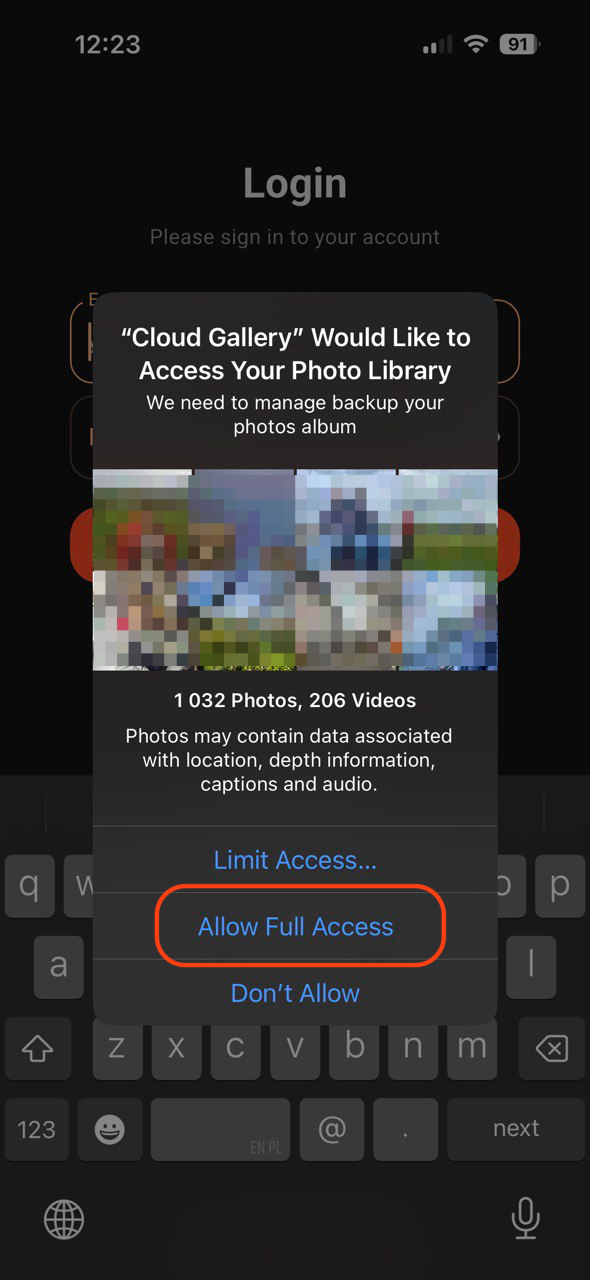 12:23
91
Login
Please sign in to your account
E
“Cloud Gallery” Would Like to
Access Your Photo Library
We need to manage backup your
photos album
1 032 Photos, 206 Videos
Photos may contain data associated
with location, depth information,
captions and audio.
Limit Access...
q w o p
Allow Full Access
a l
Don’t Allow
z x c v b n m
123 @ . next
EN PL